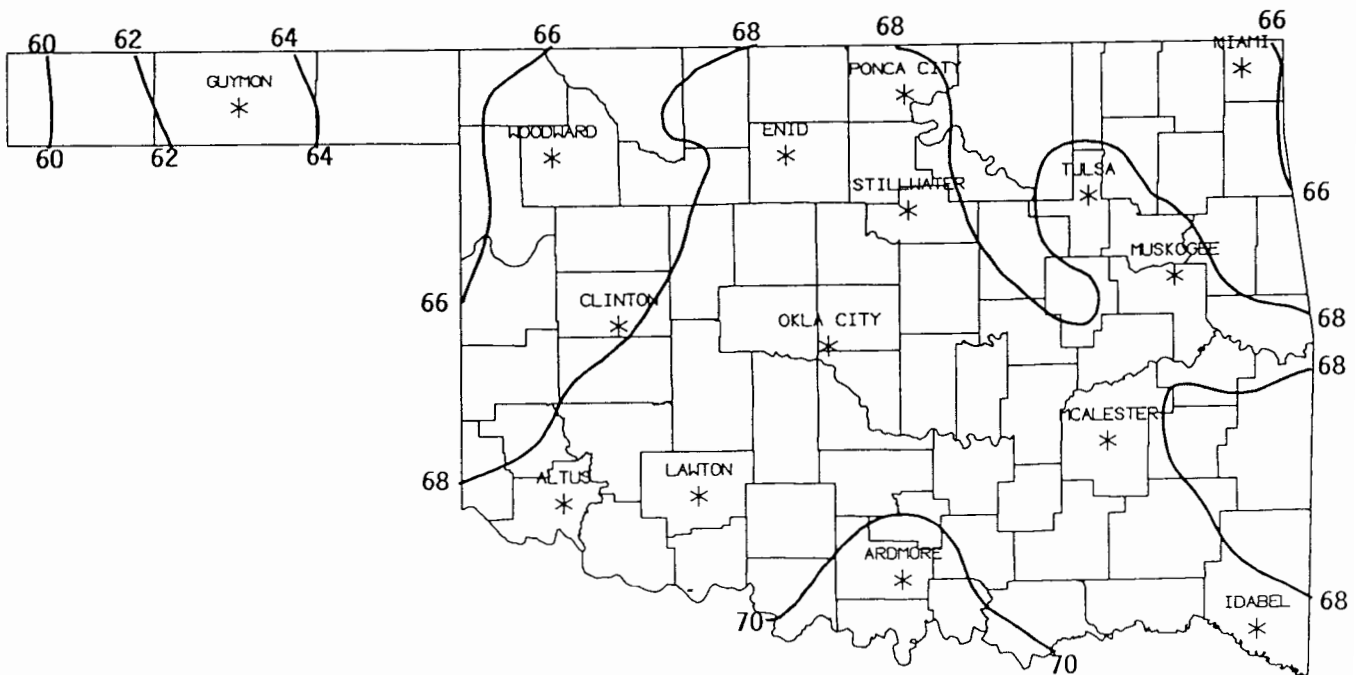 60 62 64 66 68 68 66
MIAMI
GUYMON
PONCA CITY
60 62 64
WOODWARD
ENID
TULSA
STILLWATER
66
MUSKOGEE
66
CLINTON
OKLA CITY
68
68
MCALESTER
68
ALTUS
LAWTON
ARDMORE
68
IDABEL
70
70